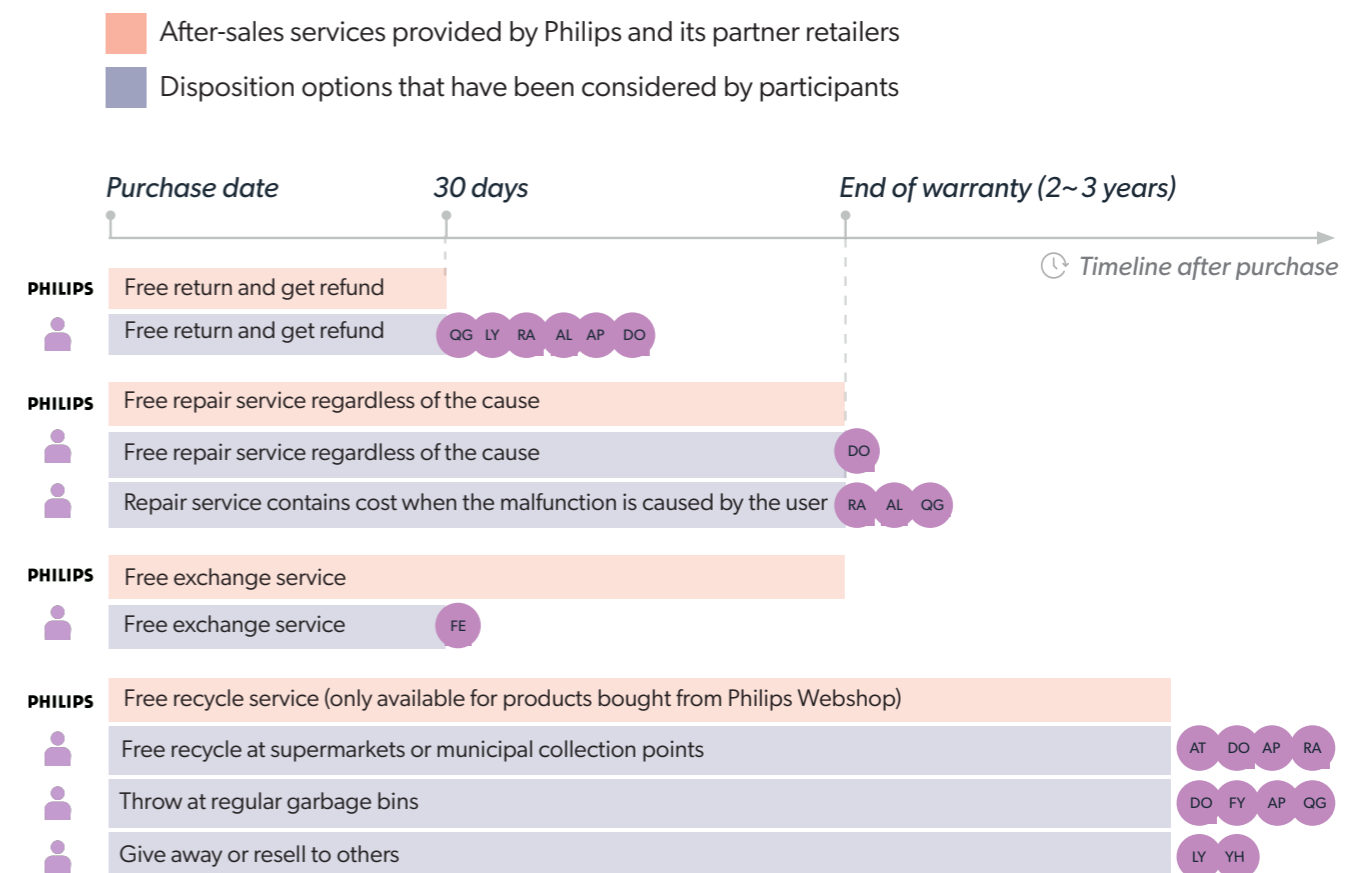 After-sales services provided by Philips and its partner retailers
Disposition options that have been considered by participants
Purchase date 30 days End of warranty (2~3 years)
Timeline after purchase
PHILIPS Free return and get refund
Free return and get refund QG LY RA AL AP DO
PHILIPS Free repair service regardless of the cause
Free repair service regardless of the cause DO
Repair service contains cost when the malfunction is caused by the user RA AL QG
PHILIPS Free exchange service
Free exchange service FE
PHILIPS Free recycle service (only available for products bought from Philips Webshop)
Free recycle at supermarkets or municipal collection points AT DO AP RA
Throw at regular garbage bins DO FY AP QG
Give away or resell to others LY YH